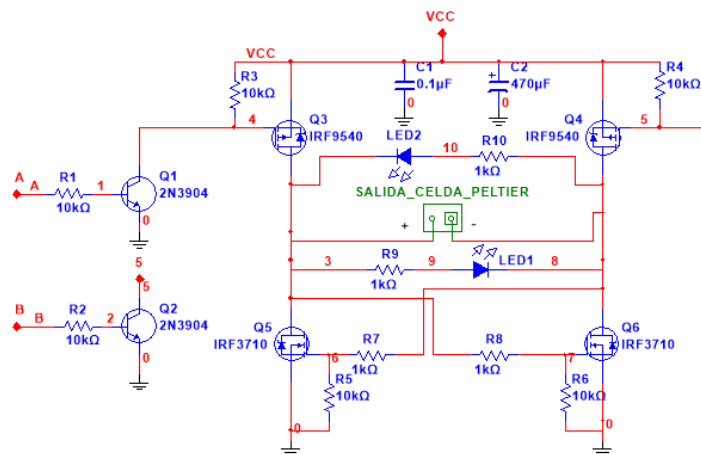 VCC
VCC
R3
10kΩ
C1
0.1µF
0
C2
+
470µF
0
R4
10kΩ
4
Q3
IRF9540
Q4
IRF9540
5
LED2
10
R10
1kΩ
A
A
R1
10kΩ
1
Q1
2N3904
0
SALIDA_CELDA_PELTIER
+
-
3
R9
1kΩ
9
LED1
8
5
5
B
B
R2
10kΩ
2
Q2
2N3904
0
Q5
IRF3710
6
R7
1kΩ
R8
1kΩ
7
Q6
IRF3710
R5
10kΩ
R6
10kΩ
0
0